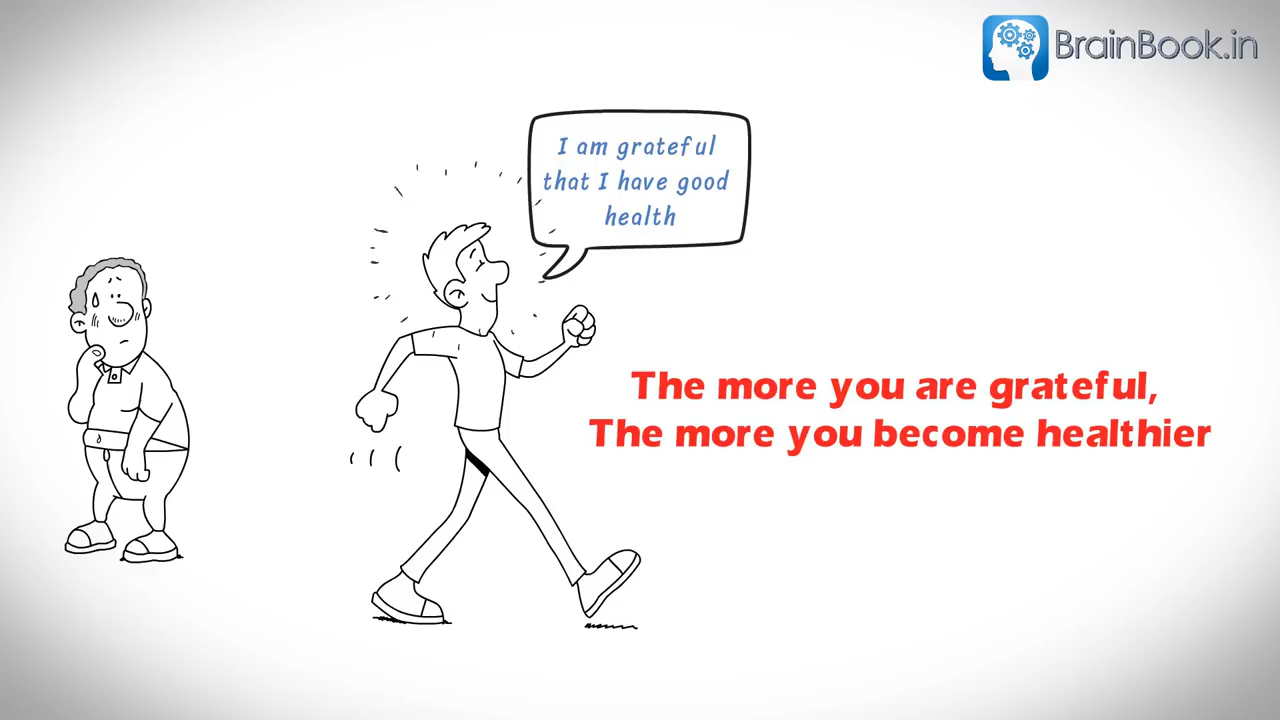 BrainBook.in
I am grateful
that I have good
health
The more you are grateful,
The more you become healthier